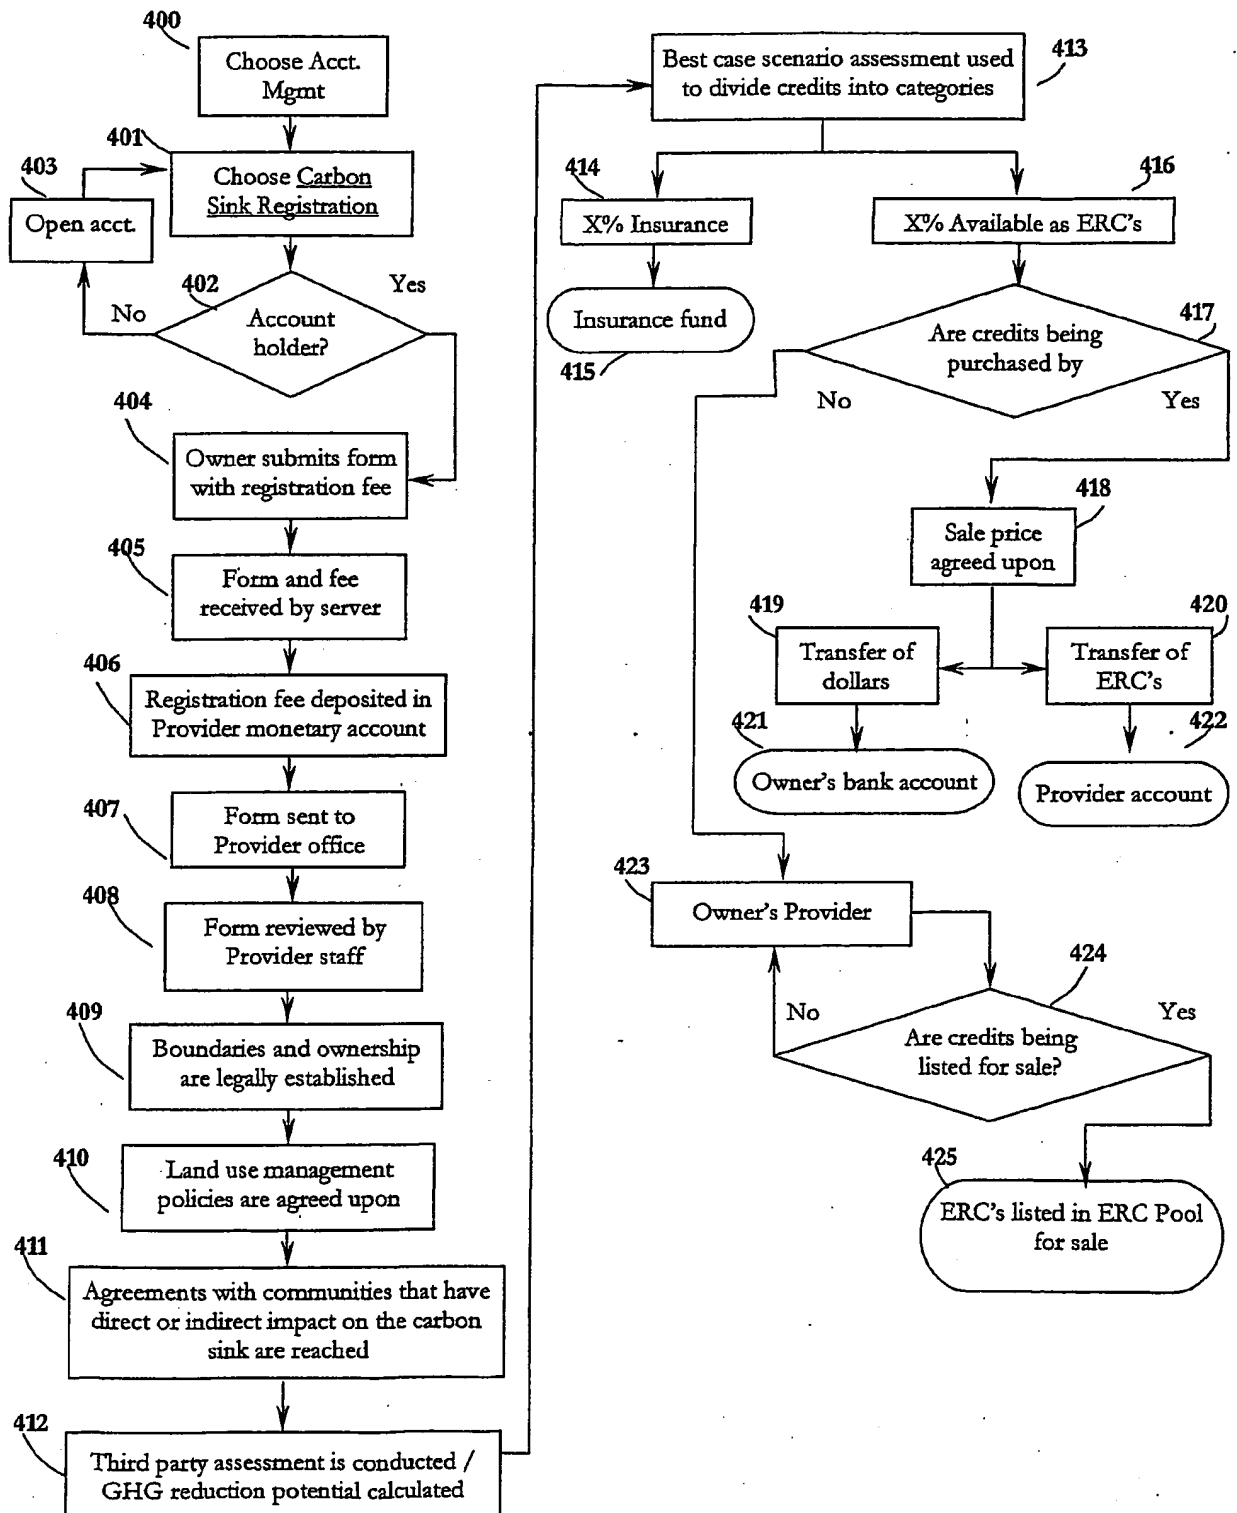 400
Choose Acct.
Mgmt
401
403
Choose Carbon
Sink Registration
Open acct.
402
Yes
No
Account
holder?
404
Owner submits form
with registration fee
405
Form and fee
received by server
406
Registration fee deposited in
Provider monetary account
407
Form sent to
Provider office
408
Form reviewed by
Provider staff
409
Boundaries and ownership
are legally established
410
Land use management
policies are agreed upon
411
Agreements with communities that have
direct or indirect impact on the carbon
sink are reached
412
Third party assessment is conducted /
GHG reduction potential calculated
Best case scenario assessment used
to divide credits into categories
413
414
416
X% Insurance
X% Available as ERC's
Insurance fund
415
417
Are credits being
purchased by
No
Yes
418
Sale price
agreed upon
419
420
Transfer of
dollars
Transfer of
ERC's
421
422
Owner's bank account
Provider account
423
Owner's Provider
424
No
Yes
Are credits being
listed for sale?
425
ERC's listed in ERC Pool
for sale